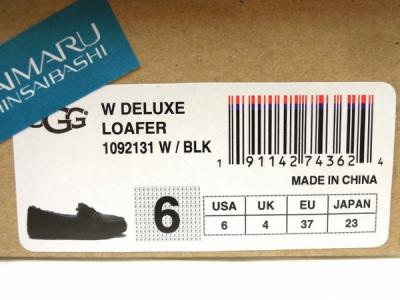 AIMARU
INSAIBASHI
UGG
W DELUXE
LOAFER
1092131 W / BLK
1 91142 74362 4
MADE IN CHINA
6
USA UK EU JAPAN
6 4 37 23